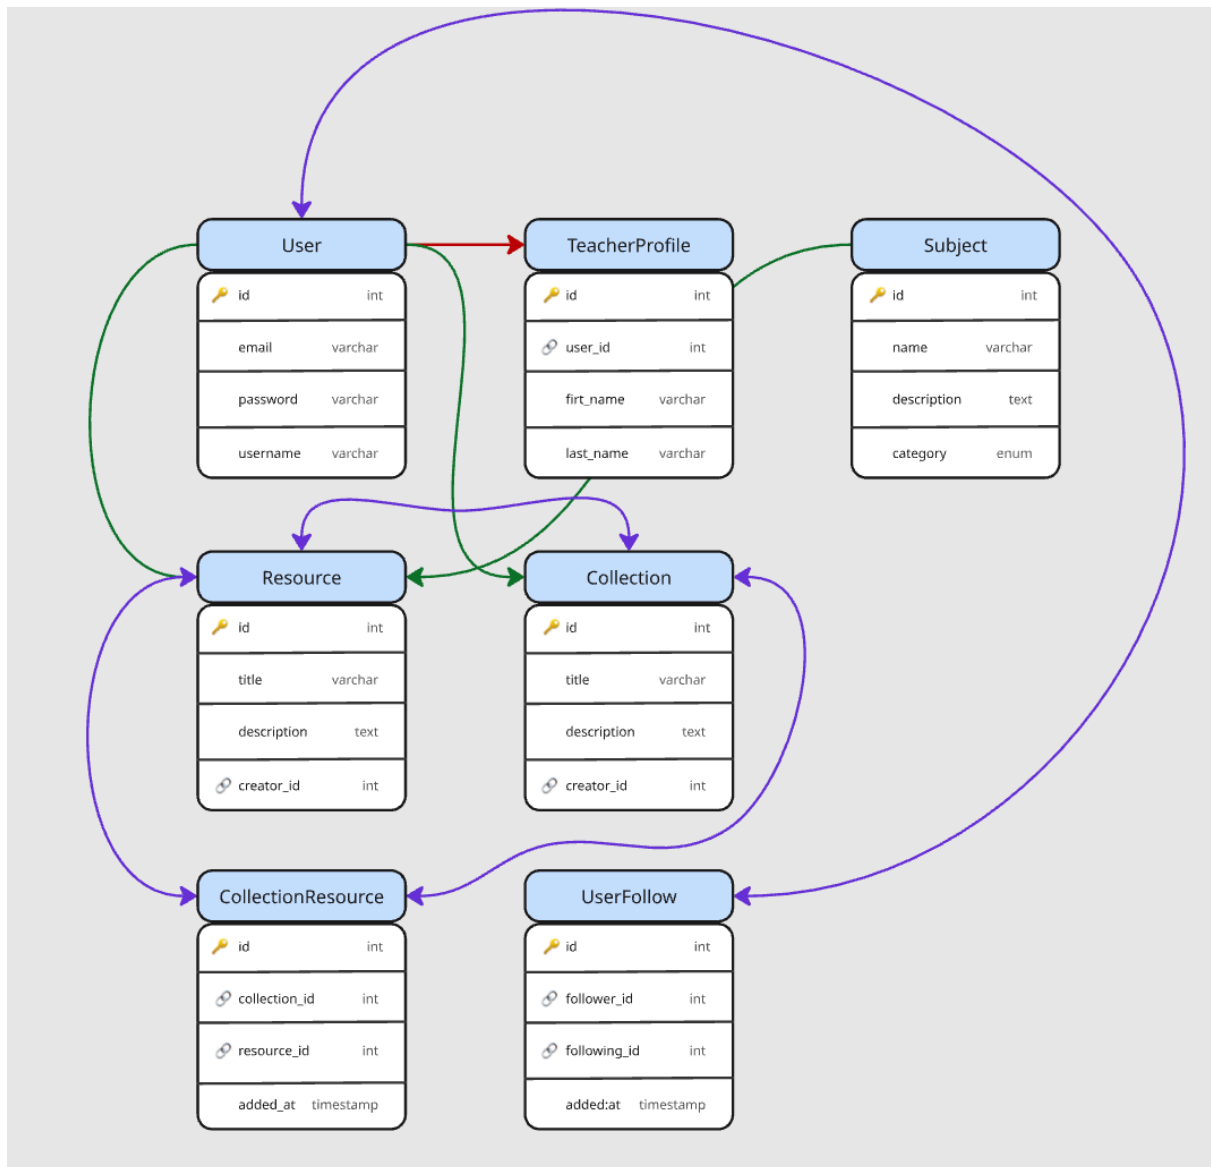 User
id int
email varchar
password varchar
username varchar
TeacherProfile
id int
user_id int
firt_name varchar
last_name varchar
Subject
id int
name varchar
description text
category enum
Resource
id int
title varchar
description text
creator_id int
Collection
id int
title varchar
description text
creator_id int
CollectionResource
id int
collection_id int
resource_id int
added_at timestamp
UserFollow
id int
follower_id int
following_id int
added:at timestamp